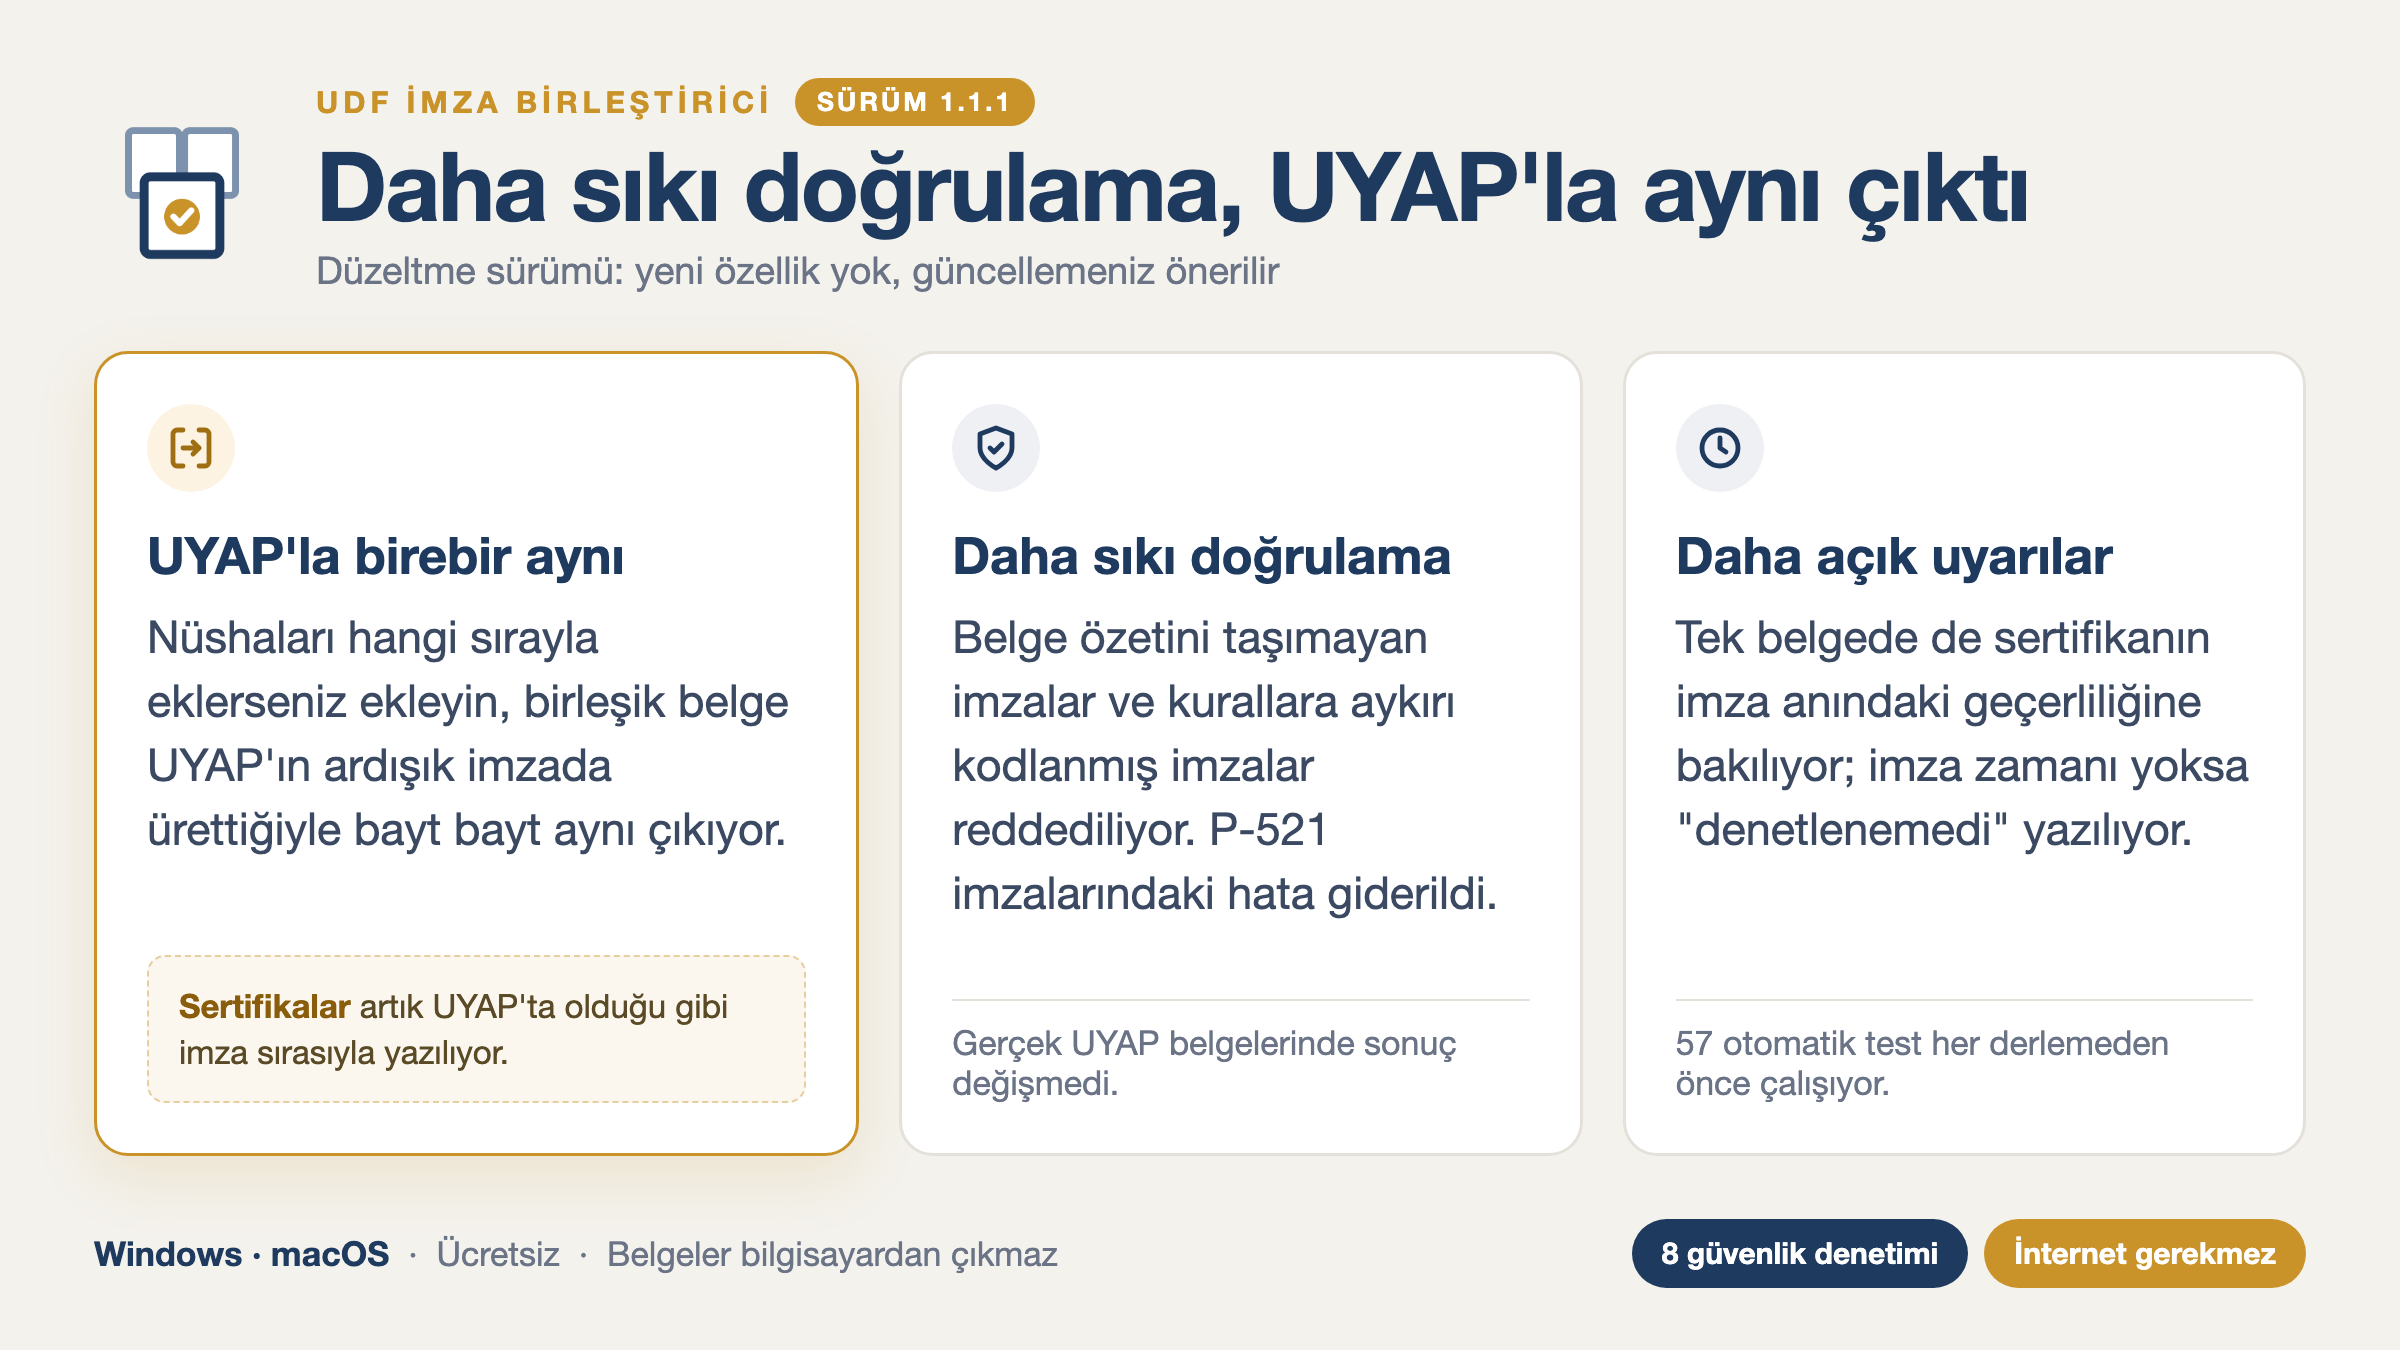 UDF İMZA BİRLEŞTİRİCİ SÜRÜM 1.1.1
Daha sıkı doğrulama, UYAP'la aynı çıktı
Düzeltme sürümü: yeni özellik yok, güncellemeniz önerilir
UYAP'la birebir aynı
Nüshaları hangi sırayla
eklerseniz ekleyin, birleşik belge
UYAP'ın ardışık imzada
ürettiğiyle bayt bayt aynı çıkıyor.
Sertifikalar artık UYAP'ta olduğu gibi
imza sırasıyla yazılıyor.
Daha sıkı doğrulama
Belge özetini taşımayan
imzalar ve kurallara aykırı
kodlanmış imzalar
reddediliyor. P-521
imzalarındaki hata giderildi.
Gerçek UYAP belgelerinde sonuç
değişmedi.
Daha açık uyarılar
Tek belgede de sertifikanın
imza anındaki geçerliliğine
bakılıyor; imza zamanı yoksa
"denetlenemedi" yazılıyor.
57 otomatik test her derlemeden
önce çalışıyor.
Windows · macOS · Ücretsiz · Belgeler bilgisayardan çıkmaz
8 güvenlik denetimi
İnternet gerekmez